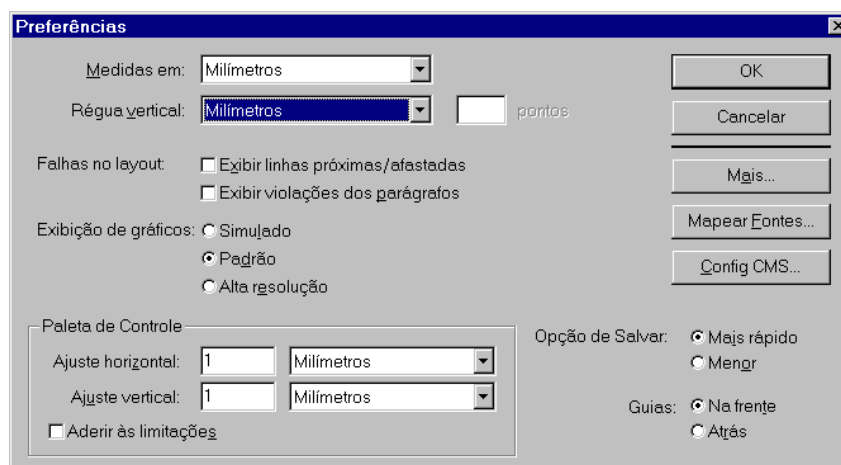 Preferências
Medidas em: Milímetros
OK
Régua vertical: Milímetros pontos
Cancelar
Falhas no layout: Exibir linhas próximas/afastadas
Mais...
Exibir violações dos parágrafos
Mapear Fontes...
Exibição de gráficos: Simulado
Padrão
Config CMS...
Alta resolução
Paleta de Controle
Opção de Salvar: Mais rápido
Ajuste horizontal: 1 Milímetros
Menor
Ajuste vertical: 1 Milímetros
Guias: Na frente
Aderir às limitações
Atrás